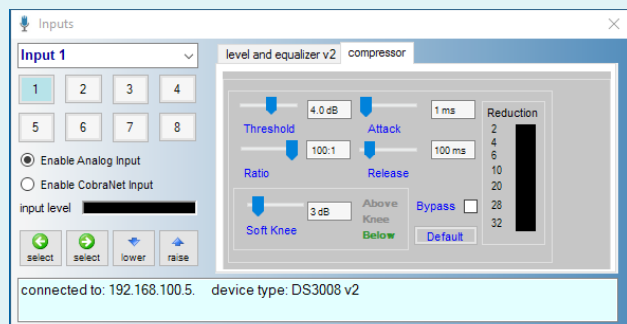 Inputs
Input 1
1 2 3 4
5 6 7 8
Enable Analog Input
Enable CobraNet Input
input level
select select lower raise
level and equalizer v2 compressor
4.0 dB 1 ms
Threshold Attack
100:1 100 ms
Ratio Release
3 dB
Soft Knee
Above
Knee
Below
Bypass
Default
Reduction
2
4
6
10
20
28
32
connected to: 192.168.100.5. device type: DS3008 v2